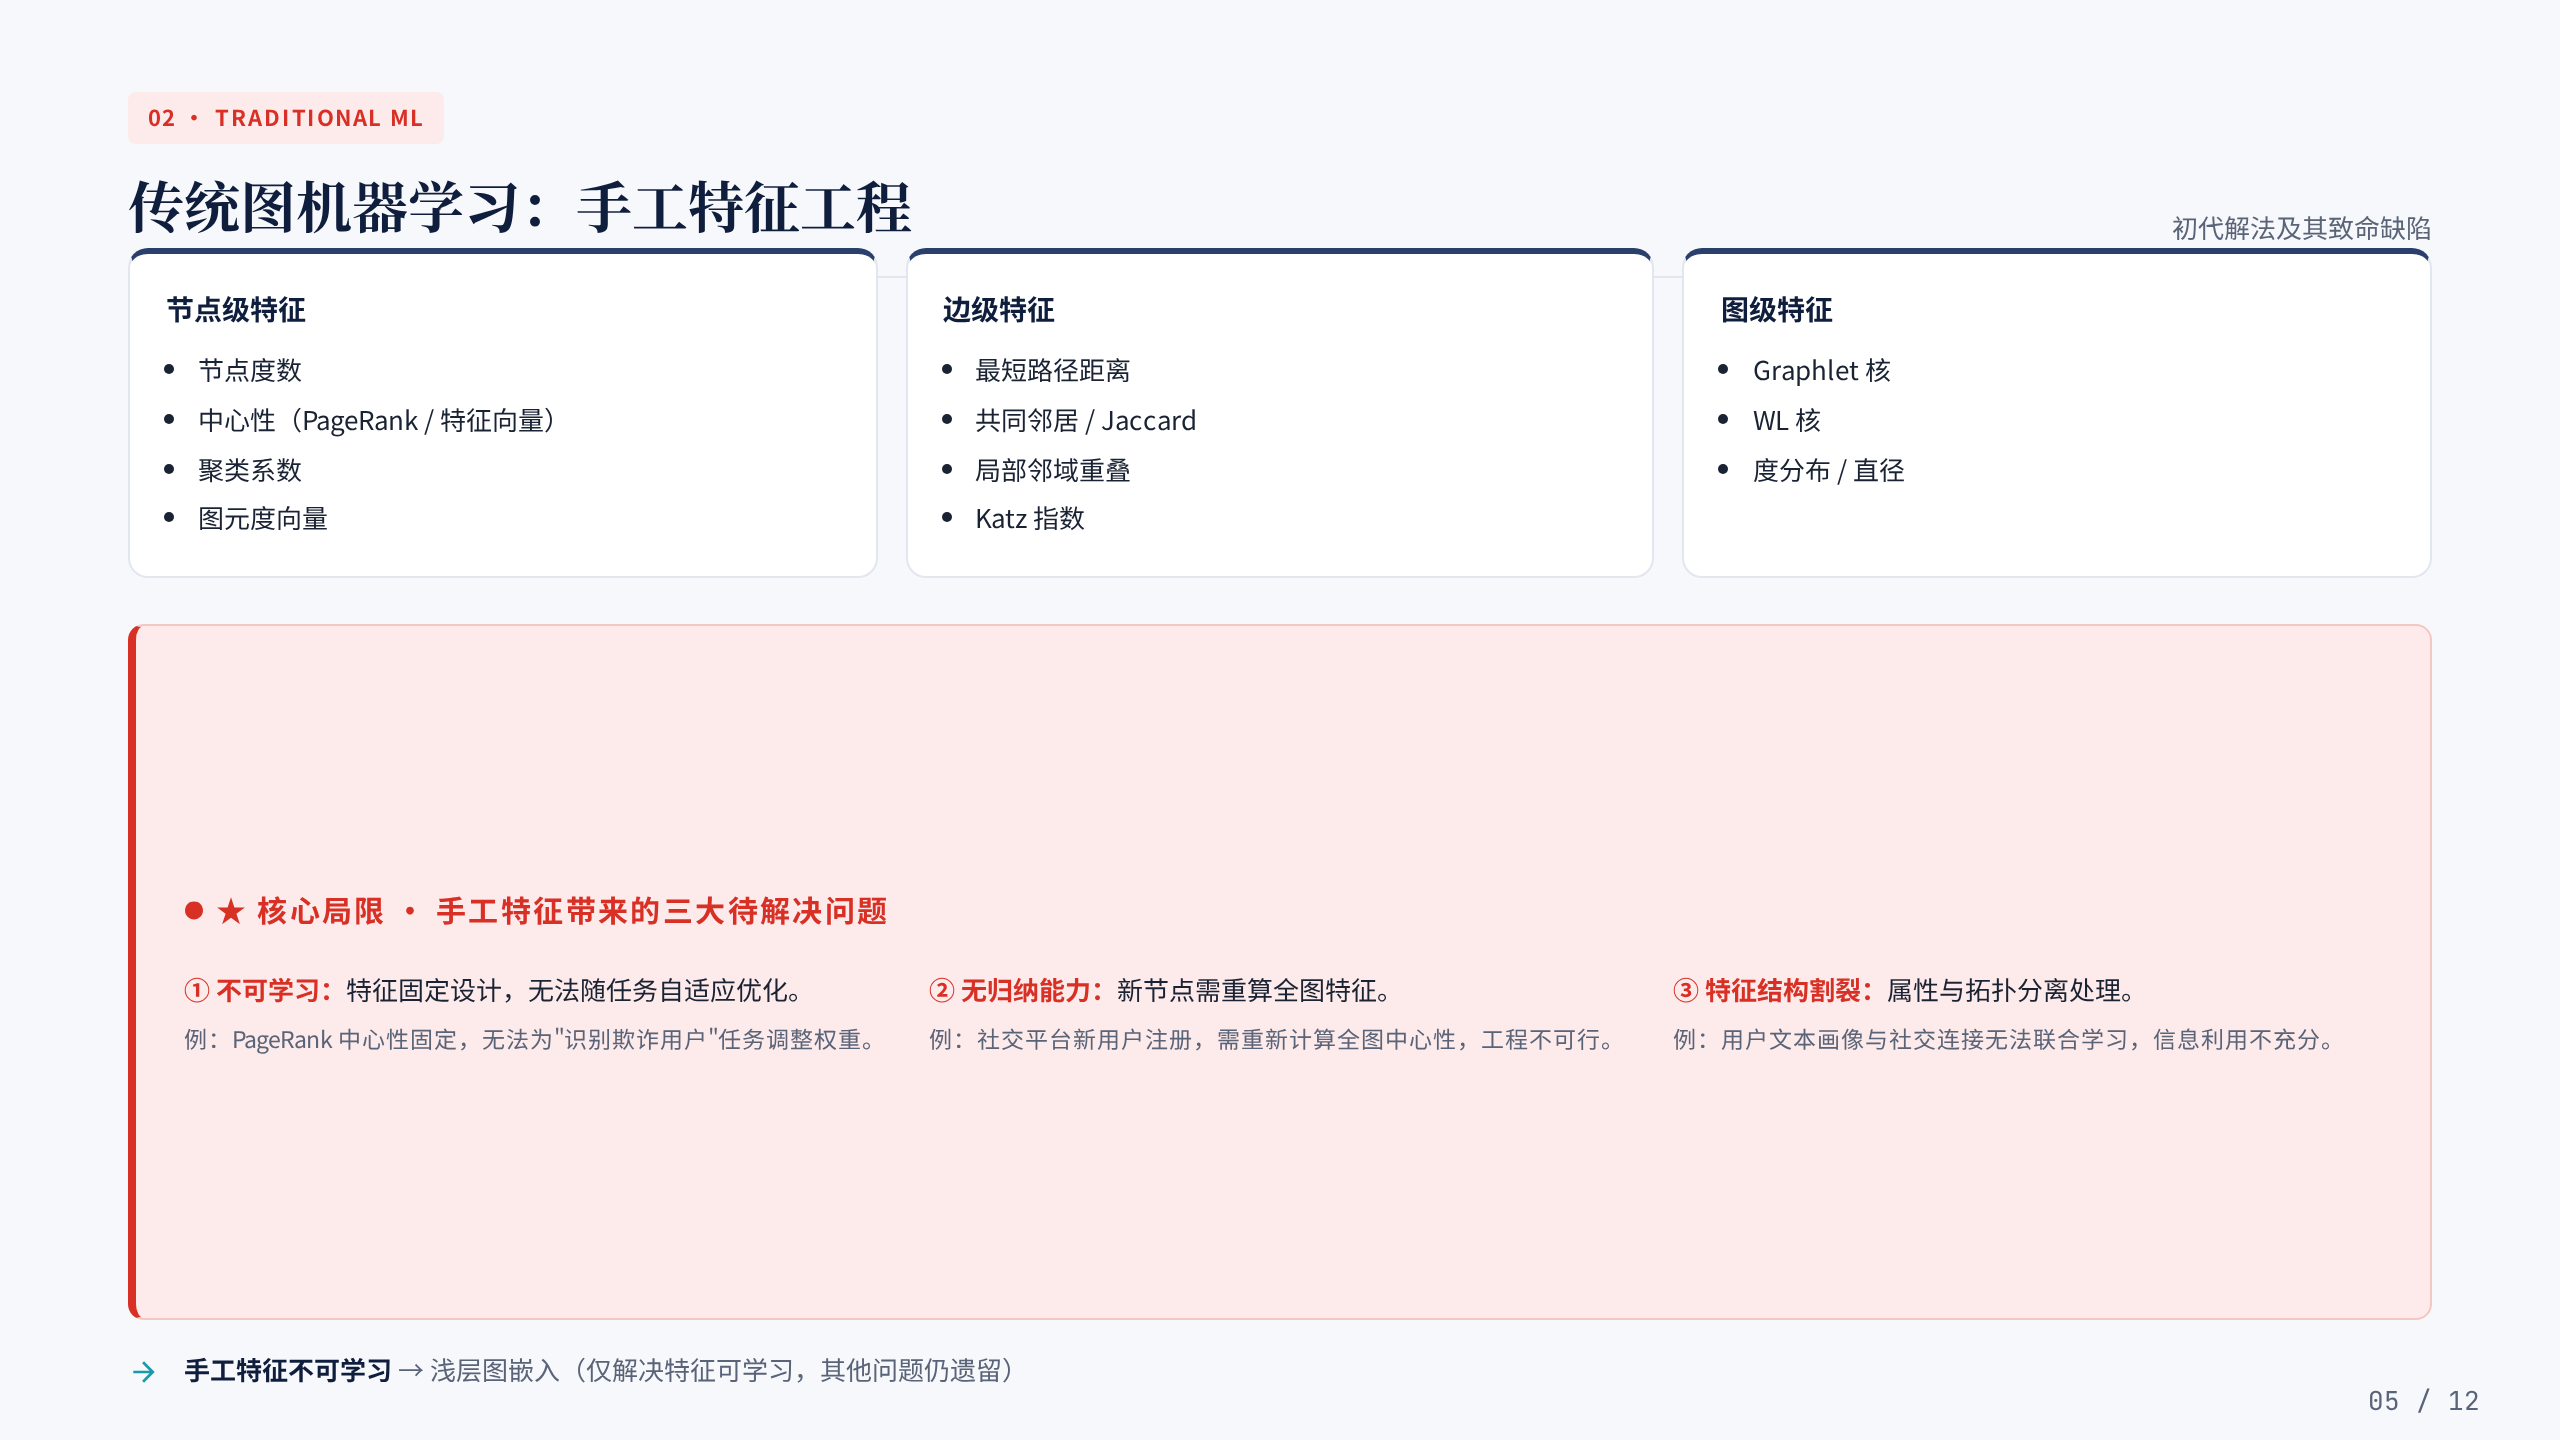 02 • TRADITIONAL ML
传统图机器学习：手工特征工程
初代解法及其致命缺陷
节点级特征
• 节点度数
• 中心性（PageRank / 特征向量）
• 聚类系数
• 图元度向量
边级特征
• 最短路径距离
• 共同邻居 / Jaccard
• 局部邻域重叠
• Katz 指数
图级特征
• Graphlet 核
• WL 核
• 度分布 / 直径
● ★ 核心局限 • 手工特征带来的三大待解决问题
① 不可学习：特征固定设计，无法随任务自适应优化。
例：PageRank 中心性固定，无法为"识别欺诈用户"任务调整权重。
② 无归纳能力：新节点需重算全图特征。
例：社交平台新用户注册，需重新计算全图中心性，工程不可行。
③ 特征结构割裂：属性与拓扑分离处理。
例：用户文本画像与社交连接无法联合学习，信息利用不充分。
→ 手工特征不可学习 → 浅层图嵌入（仅解决特征可学习，其他问题仍遗留）
05 / 12